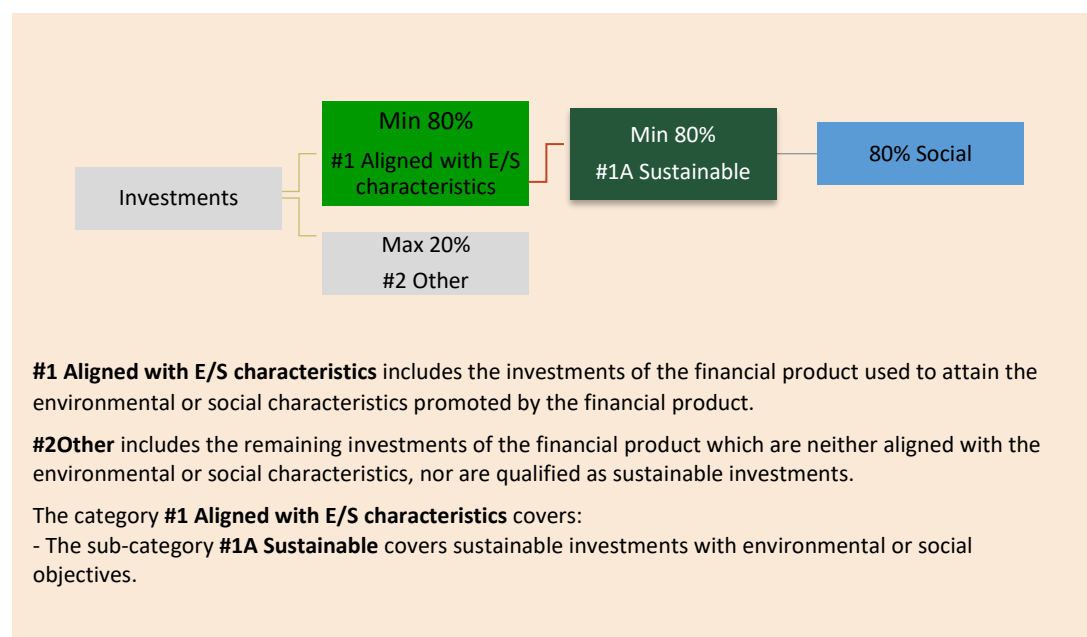 Investments
Min 80%
#1 Aligned with E/S
characteristics
Max 20%
#2 Other
Min 80%
#1A Sustainable
80% Social
#1 Aligned with E/S characteristics includes the investments of the financial product used to attain the
environmental or social characteristics promoted by the financial product.
#2Other includes the remaining investments of the financial product which are neither aligned with the
environmental or social characteristics, nor are qualified as sustainable investments.
The category #1 Aligned with E/S characteristics covers:
- The sub-category #1A Sustainable covers sustainable investments with environmental or social
objectives.